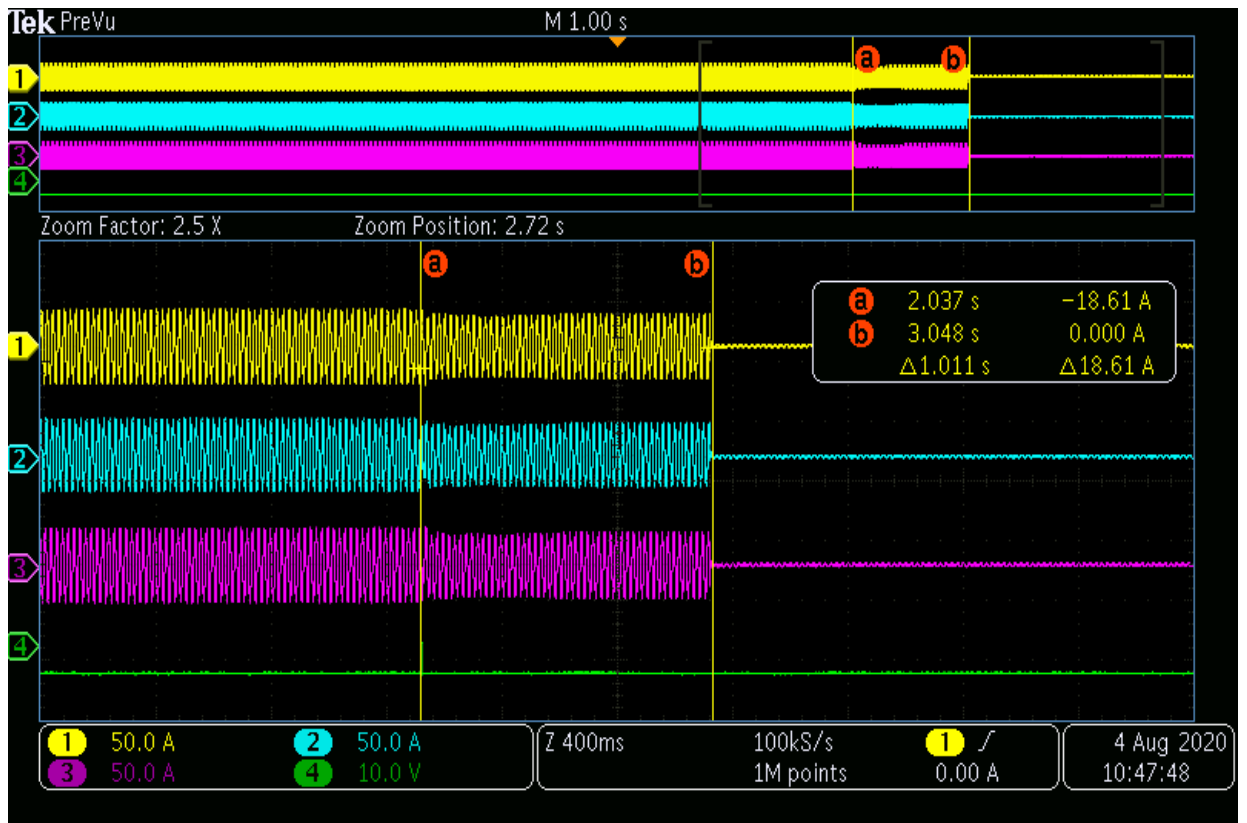 Tek PreVu M 1.00 s
1 a b
2
3
4
Zoom Factor: 2.5 X Zoom Position: 2.72 s
a b
a 2.037 s −18.61 A
b 3.048 s 0.000 A
△1.011 s △18.61 A
1
2
3
4
1 50.0 A 2 50.0 A Z 400ms 100kS/s 1 4 Aug 2020
3 50.0 A 4 10.0 V 1M points 0.00 A 10:47:48